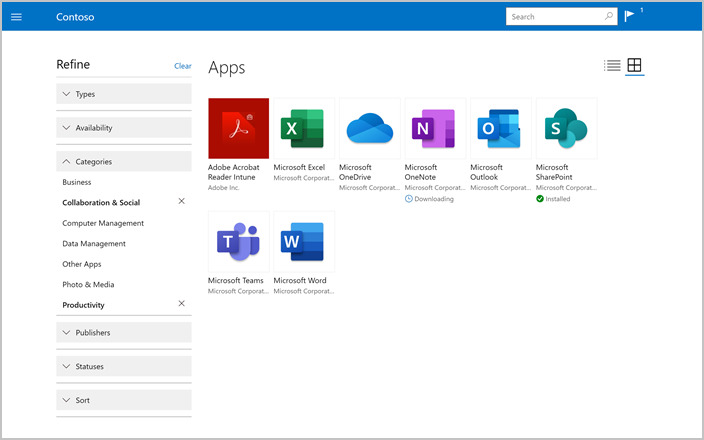 Contoso
Search
1
Refine
Clear
Types
Availability
Categories
Business
Collaboration & Social
Computer Management
Data Management
Other Apps
Photo & Media
Productivity
Publishers
Statuses
Sort
Apps
Adobe Acrobat
Reader Intune
Adobe Inc.
X
Microsoft Excel
Microsoft Corporat...
Microsoft
OneDrive
Microsoft Corporat...
N
Microsoft
OneNote
Microsoft Corporat...
Downloading
O
Microsoft
Outlook
Microsoft Corporat...
S
Microsoft
SharePoint
Microsoft Corporat...
Installed
T
Microsoft Teams
Microsoft Corporat...
W
Microsoft Word
Microsoft Corporat...